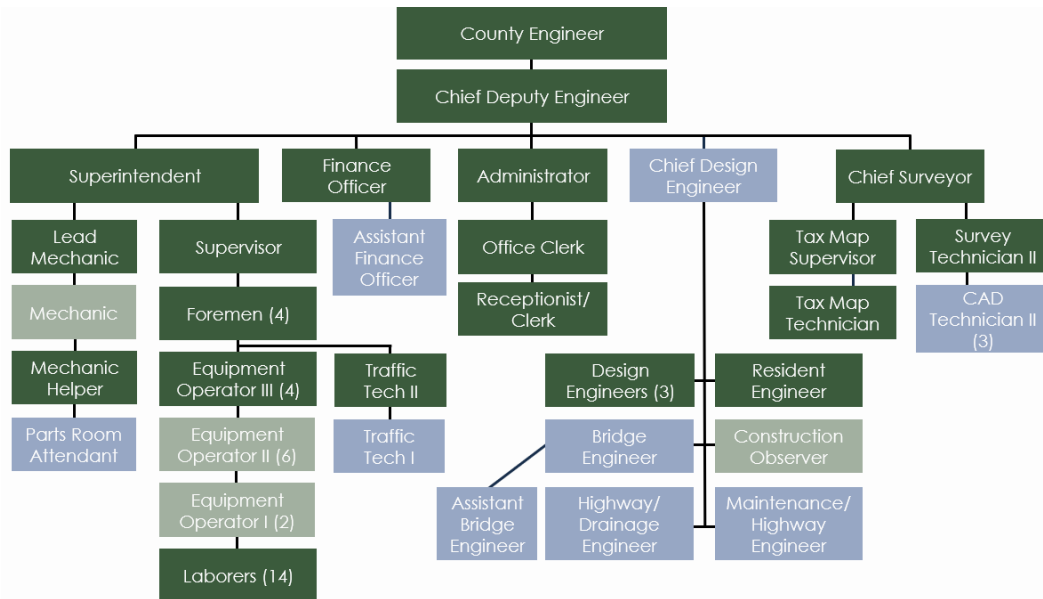 County Engineer
Chief Deputy Engineer
Superintendent
Finance
Officer
Administrator
Chief Design
Engineer
Chief Surveyor
Lead
Mechanic
Supervisor
Assistant
Finance
Officer
Office Clerk
Tax Map
Supervisor
Survey
Technician II
Mechanic
Foremen (4)
Receptionist/
Clerk
Tax Map
Technician
CAD
Technician II
(3)
Mechanic
Helper
Equipment
Operator III (4)
Traffic
Tech II
Design
Engineers (3)
Resident
Engineer
Parts Room
Attendant
Equipment
Operator II (6)
Traffic
Tech I
Bridge
Engineer
Construction
Observer
Equipment
Operator I (2)
Assistant
Bridge
Engineer
Highway/
Drainage
Engineer
Maintenance/
Highway
Engineer
Laborers (14)